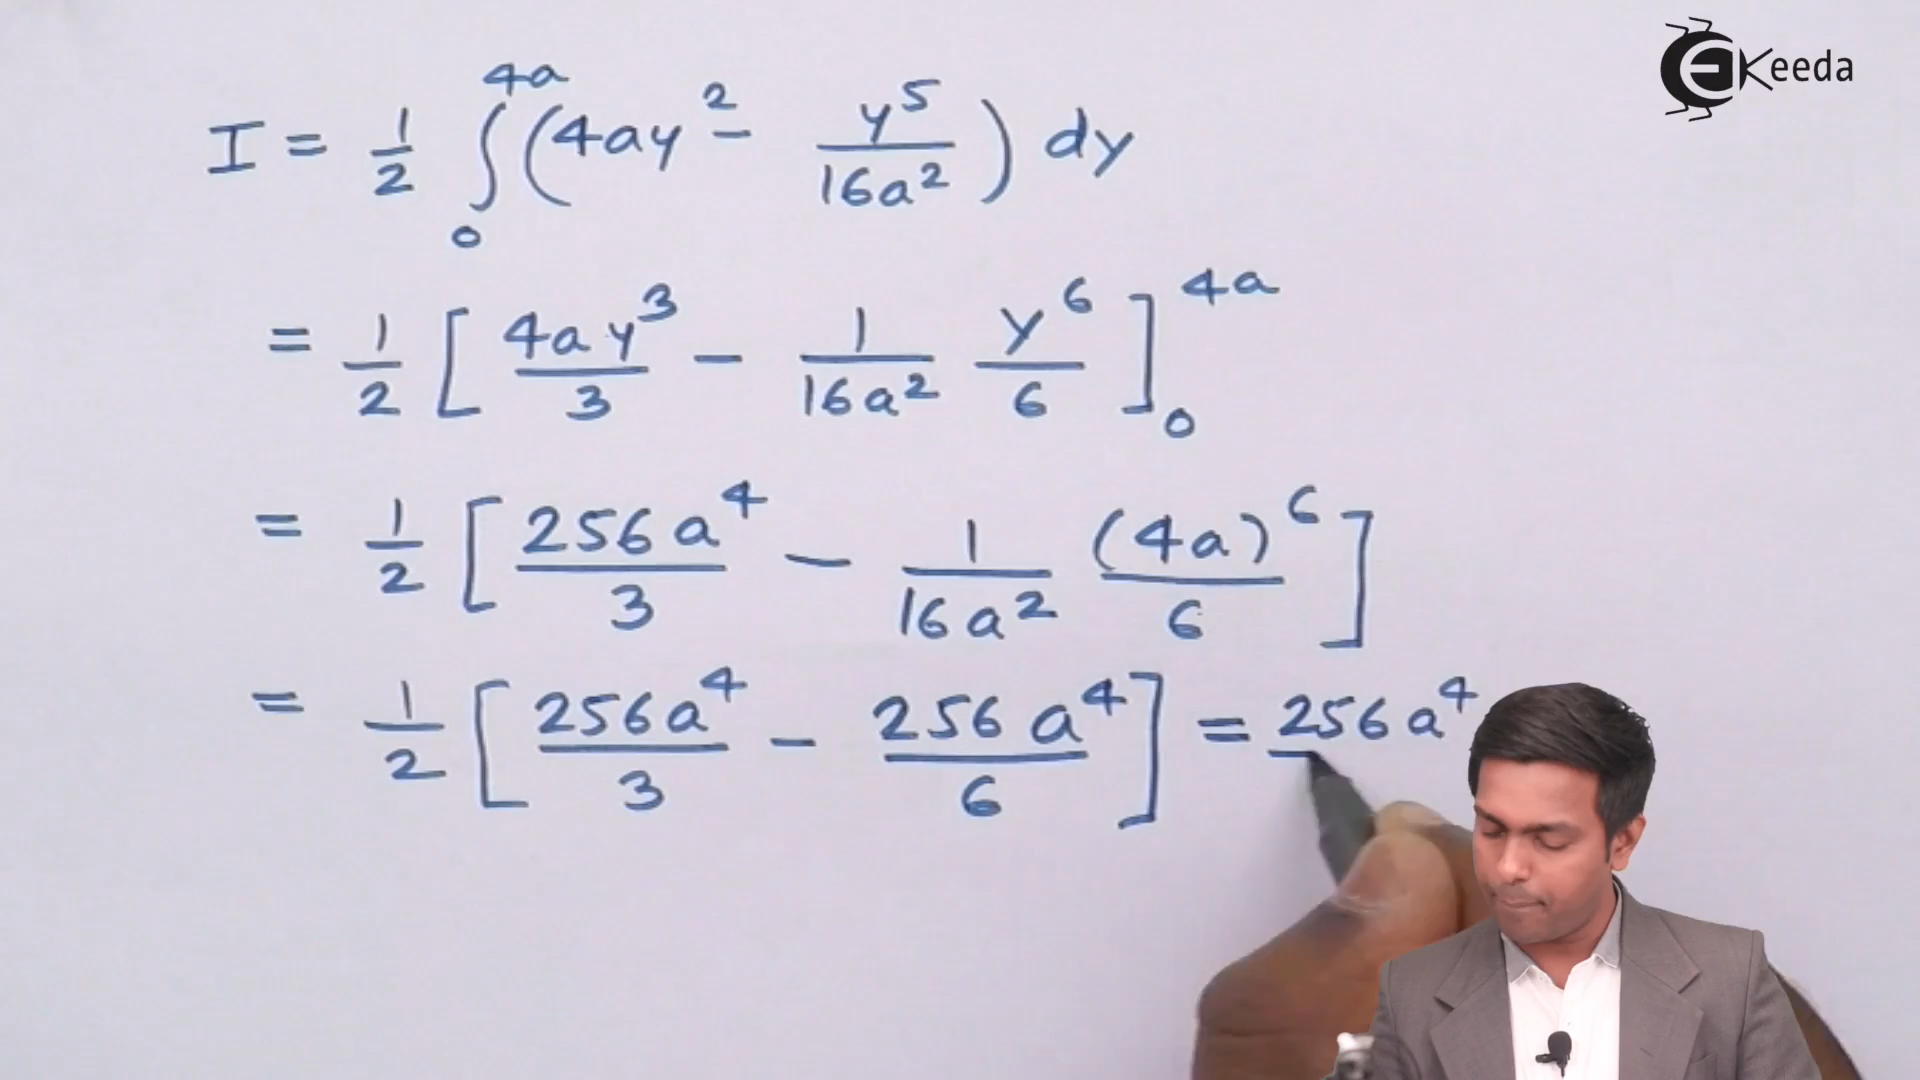 EKeeda
I = 1/2 ∫₀^4a (4ay² - y⁵/16a²) dy
= 1/2 [4ay³/3 - 1/16a² y⁶/6]₀^4a
= 1/2 [256a⁴/3 - 1/16a² (4a)⁶/6]
= 1/2 [256a⁴/3 - 256a⁴/6] = 256a⁴